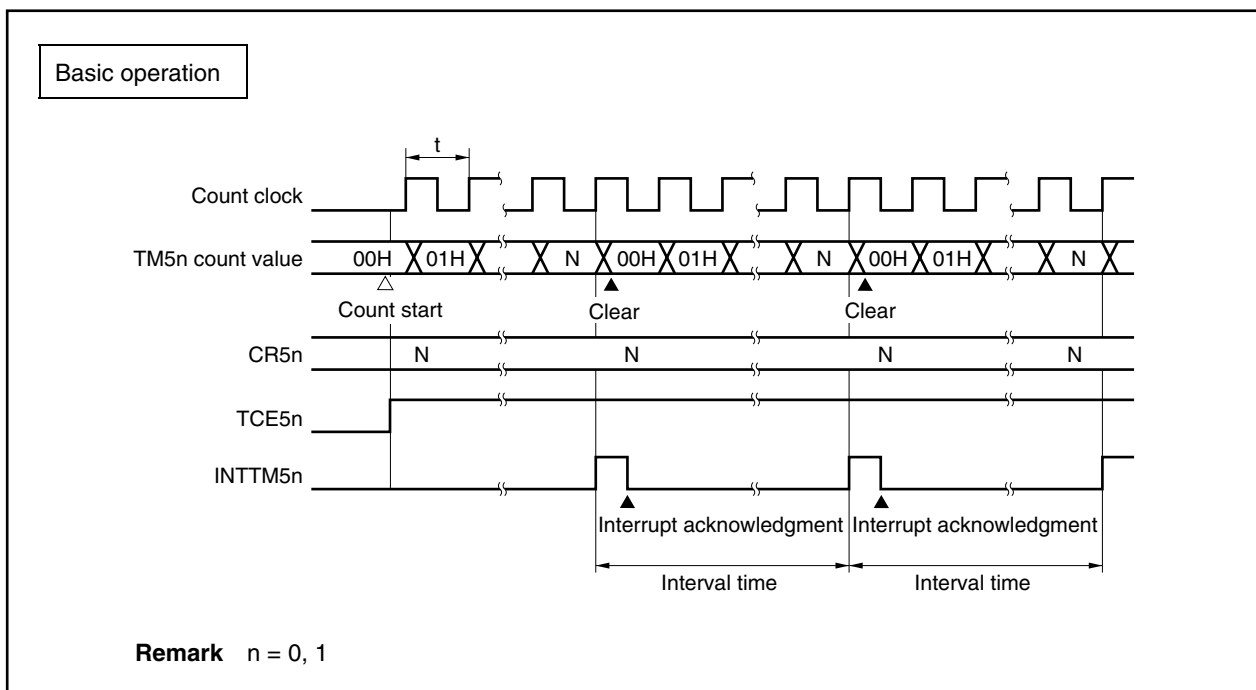 Basic operation
t
Count clock
TM5n count value 00H 01H N 00H 01H N 00H 01H N
Count start Clear Clear
CR5n N N N N
TCE5n
INTTM5n
Interrupt acknowledgment Interrupt acknowledgment
Interval time Interval time
Remark n = 0, 1